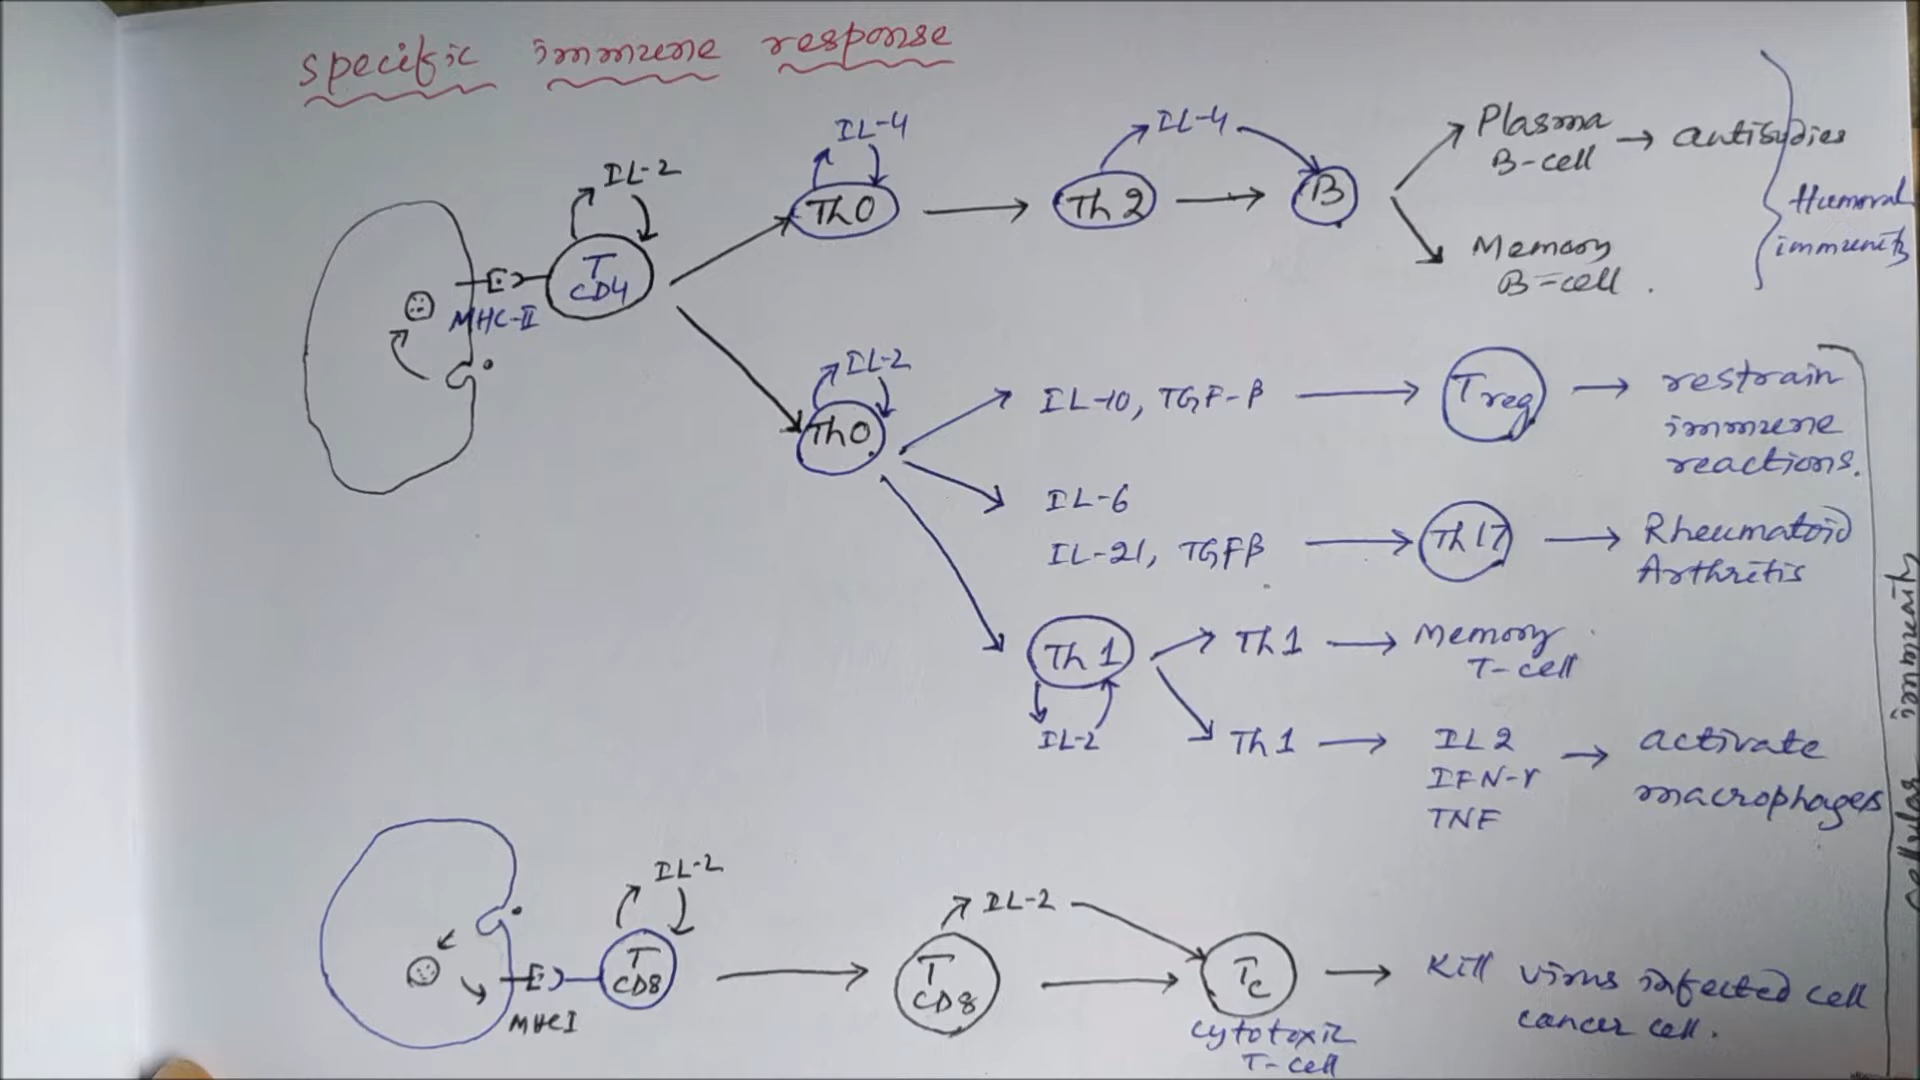 specific immune response
IL-2
T
CD4
MHC-II
IL-4
Th0
Th2
IL-4
B
Plasma
B-cell
→ antibodies
Memory
B-cell.
Humoral
immunity
IL-2
Th0
IL-10, TGF-β
Treg
restrain
immune
reactions.
IL-6
IL-21, TGFβ
Th17
Rheumatoid
Arthritis
Th1
IL-2
Th1 → Memory
T-cell
Th1 → IL2
IFN-γ
TNF
activate
macrophages
cellular immunity
IL-2
T
CD8
MHC I
IL-2
T
CD8
Tc
cytotoxic
T-cell
Kill virus infected cell
cancer cell.